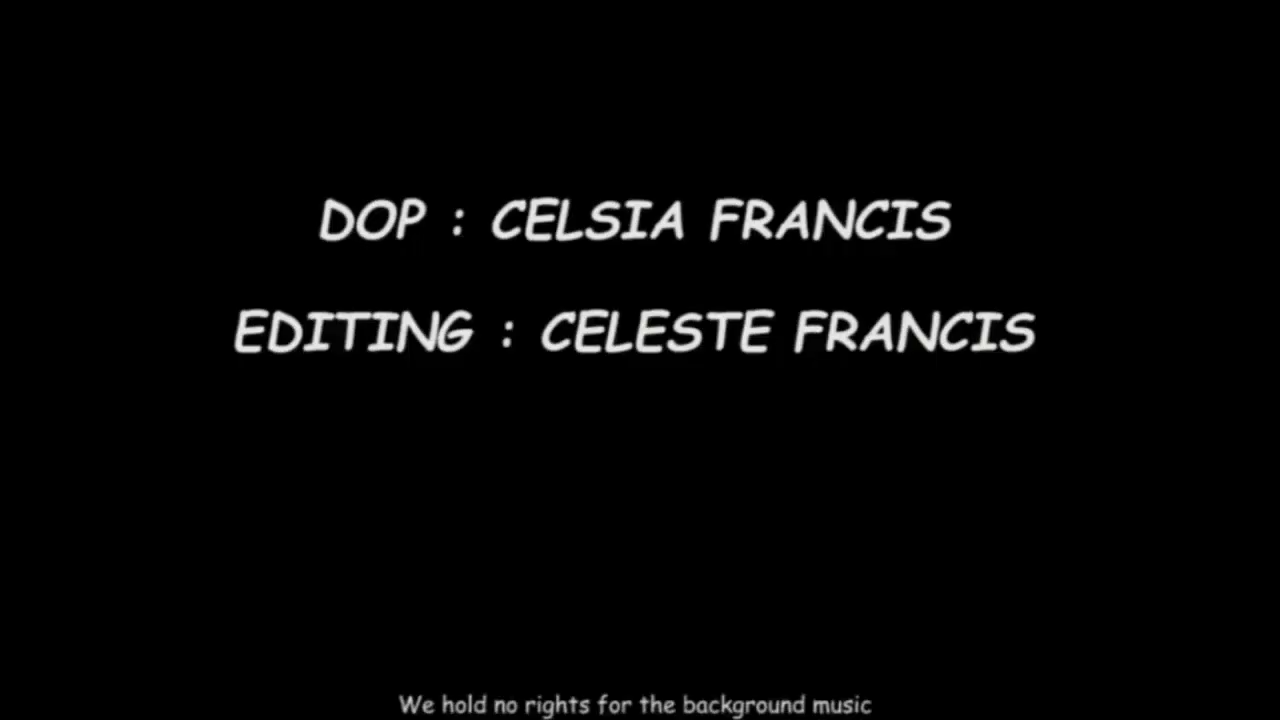 DOP : CELSIA FRANCIS
EDITING : CELESTE FRANCIS
We hold no rights for the background music